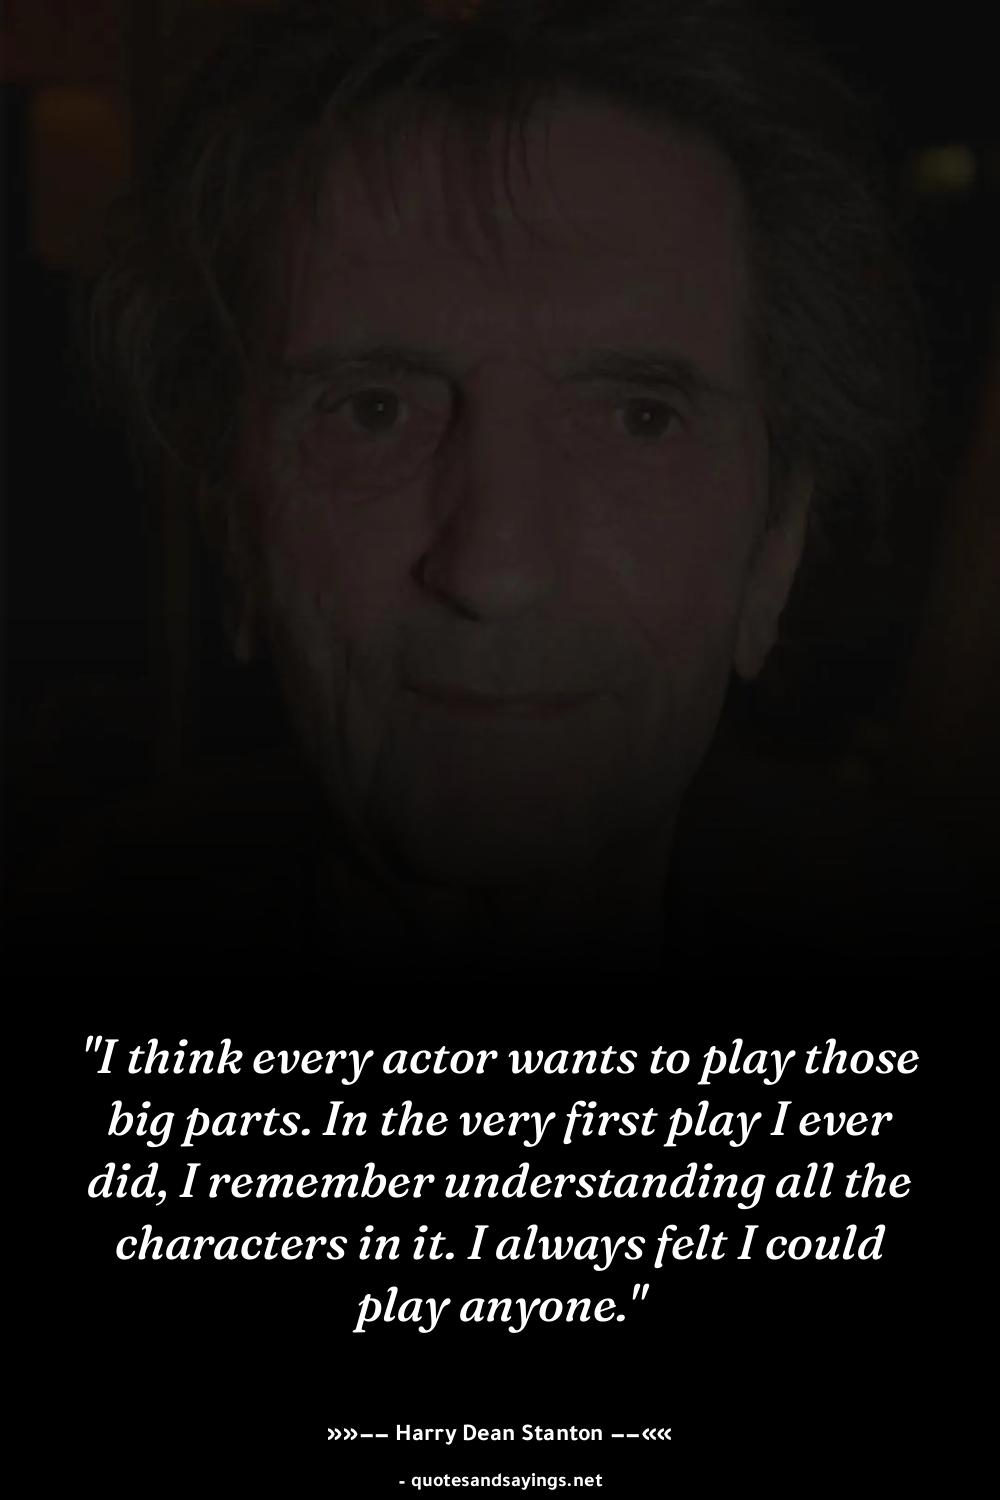 "I think every actor wants to play those
big parts. In the very first play I ever
did, I remember understanding all the
characters in it. I always felt I could
play anyone."
»»-- Harry Dean Stanton --««
- quotesandsayings.net